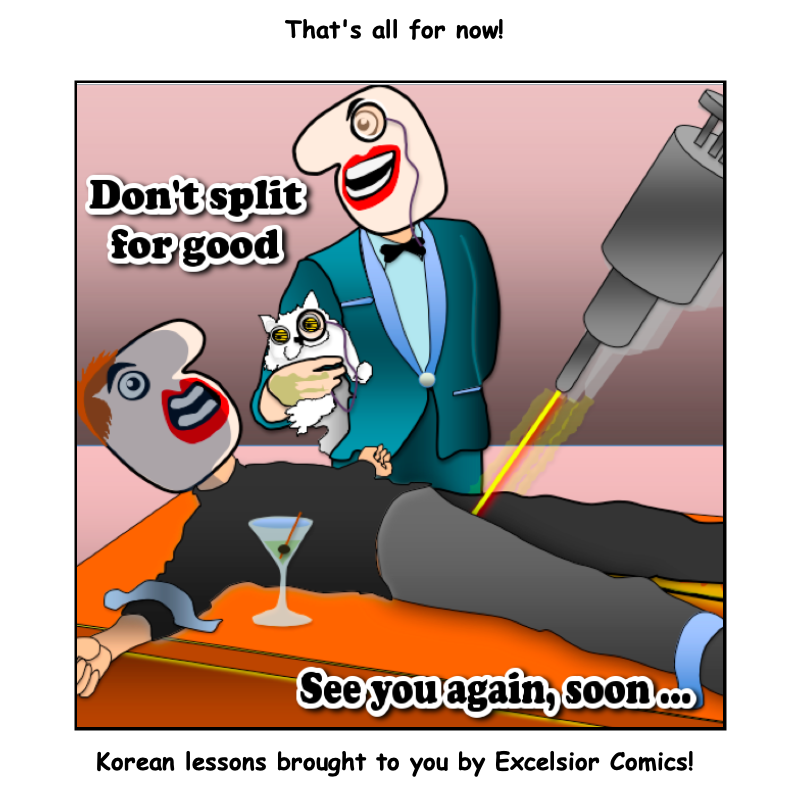 That's all for now!
Don't split
for good
See you again, soon ...
Korean lessons brought to you by Excelsior Comics!